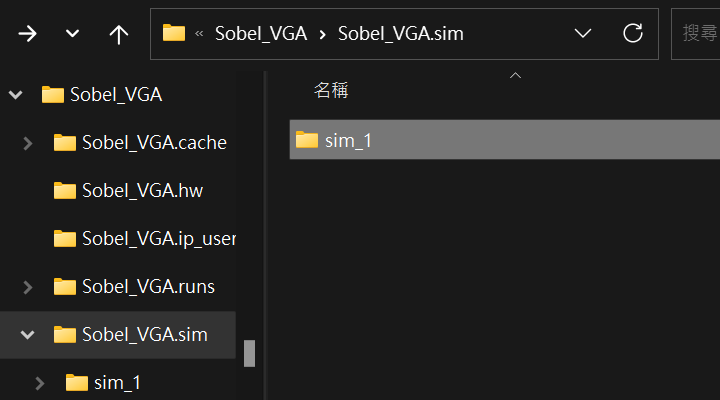 « Sobel_VGA › Sobel_VGA.sim
搜尋
Sobel_VGA
Sobel_VGA.cache
Sobel_VGA.hw
Sobel_VGA.ip_user
Sobel_VGA.runs
Sobel_VGA.sim
sim_1
名稱
sim_1